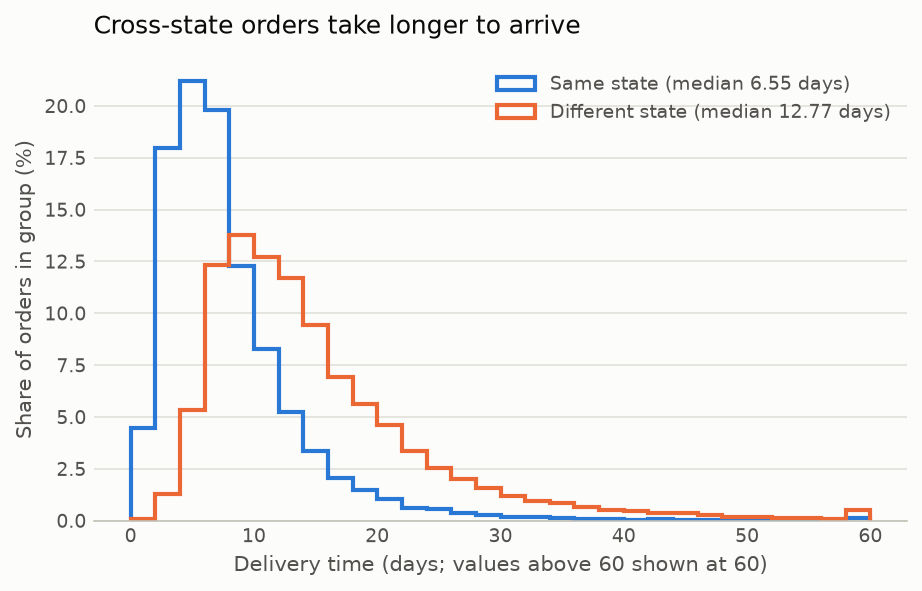 Cross-state orders take longer to arrive
Same state (median 6.55 days)
Different state (median 12.77 days)
Share of orders in group (%)
20.0
17.5
15.0
12.5
10.0
7.5
5.0
2.5
0.0
0 10 20 30 40 50 60
Delivery time (days; values above 60 shown at 60)